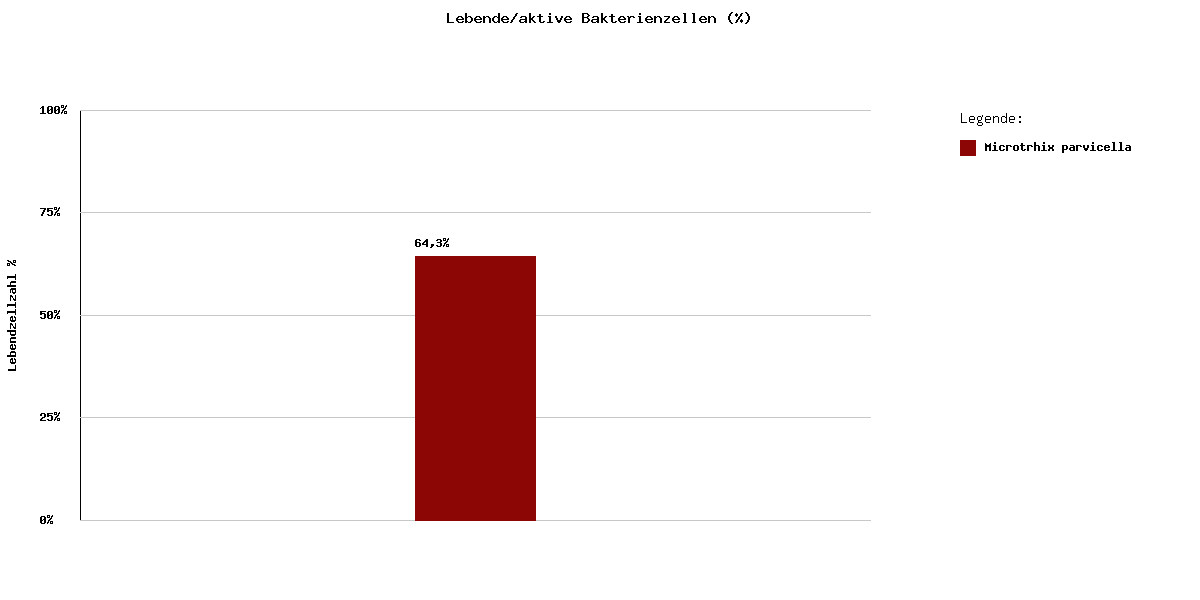 Lebende/aktive Bakterienzellen (%)
Legende:
Microtrhix parvicella
Lebendzellzahl %
100%
75%
64,3%
50%
25%
0%